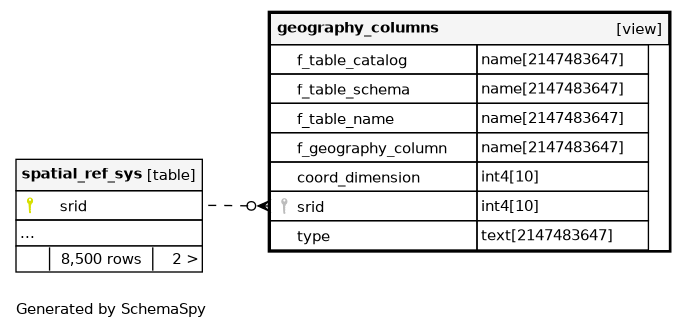 geography_columns [view]
f_table_catalog name[2147483647]
f_table_schema name[2147483647]
f_table_name name[2147483647]
f_geography_column name[2147483647]
coord_dimension int4[10]
srid int4[10]
type text[2147483647]
spatial_ref_sys [table]
srid
...
8,500 rows 2 >
Generated by SchemaSpy